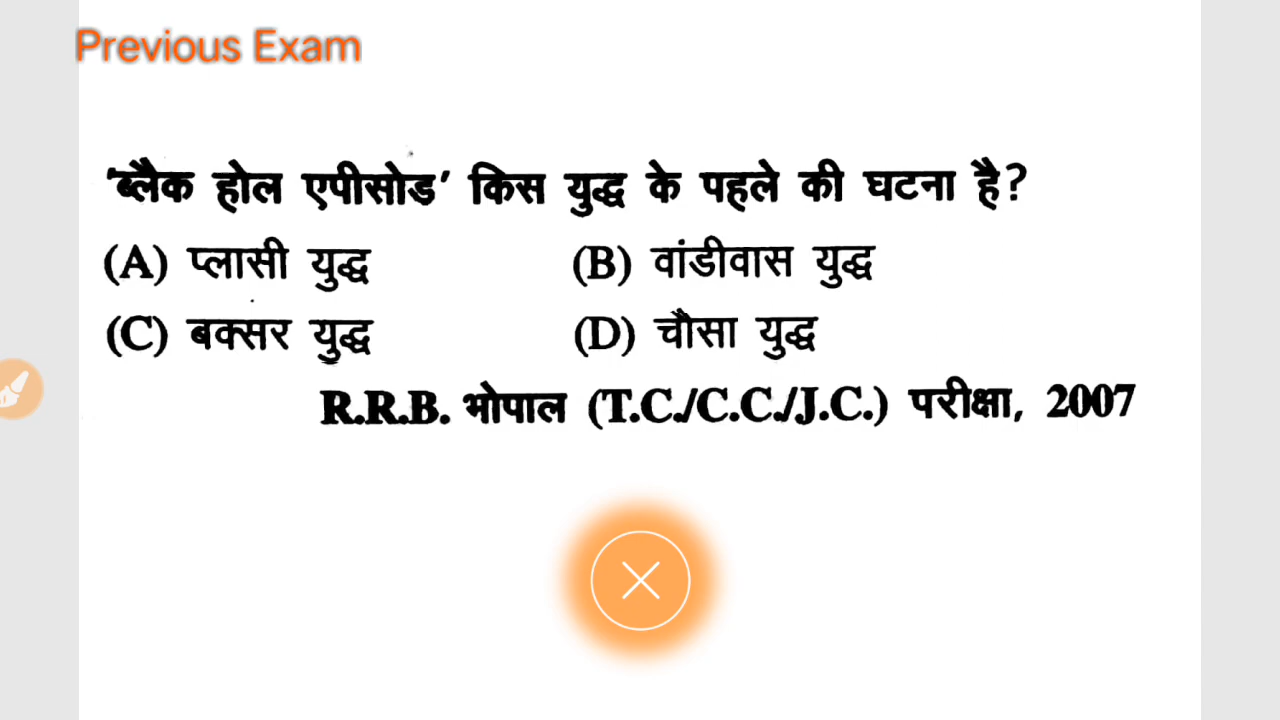 Previous Exam
'ब्लैक होल एपीसोड' किस युद्ध के पहले की घटना है?
(A) प्लासी युद्ध (B) वांडीवास युद्ध
(C) बक्सर युद्ध (D) चौसा युद्ध
R.R.B. भोपाल (T.C./C.C./J.C.) परीक्षा, 2007